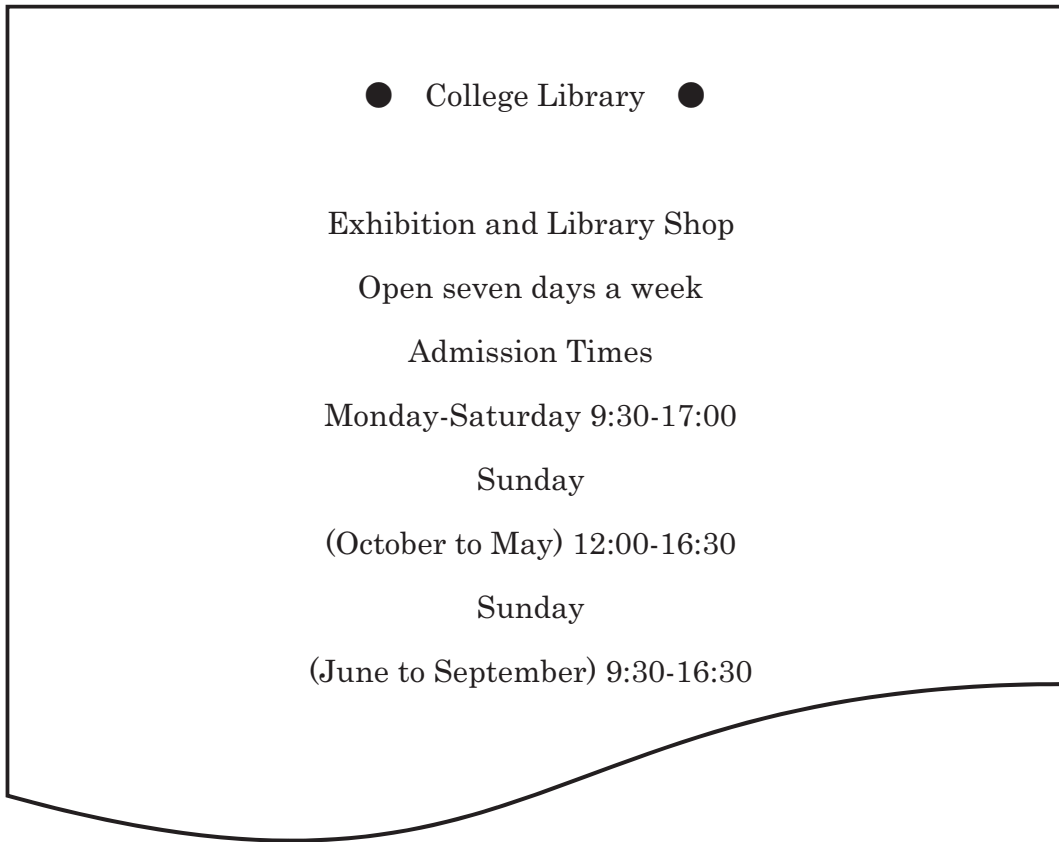 ● College Library ●
Exhibition and Library Shop
Open seven days a week
Admission Times
Monday-Saturday 9:30-17:00
Sunday
(October to May) 12:00-16:30
Sunday
(June to September) 9:30-16:30